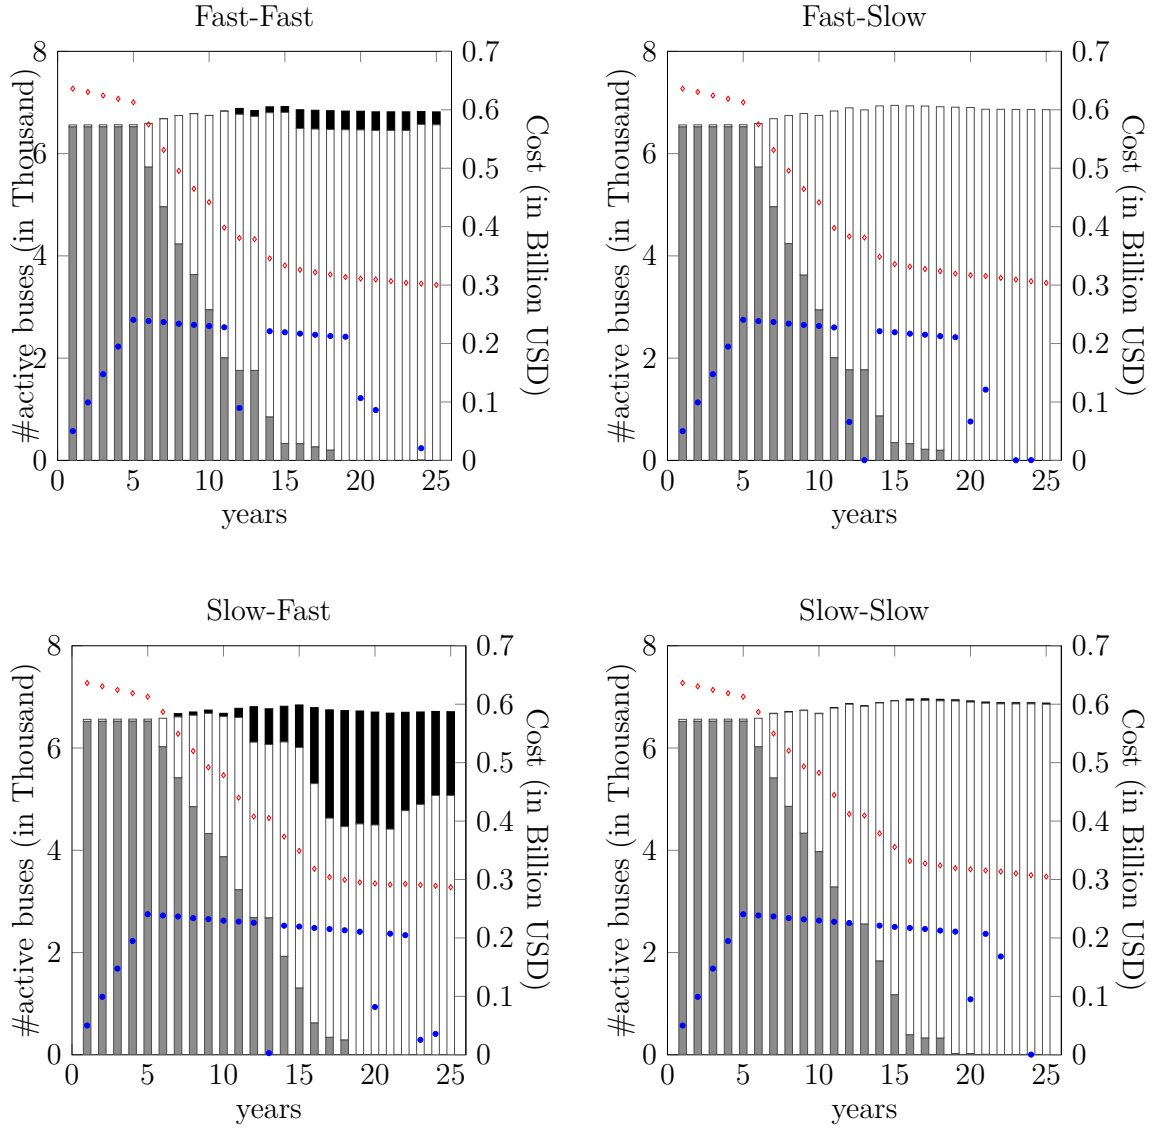 Fast-Fast
8
6
4
2
0
0 5 10 15 20 25
0.7
0.6
0.5
0.4
0.3
0.2
0.1
0
years
#active buses (in Thousand)
Cost (in Billion USD)
Fast-Slow
8
6
4
2
0
0 5 10 15 20 25
0.7
0.6
0.5
0.4
0.3
0.2
0.1
0
years
#active buses (in Thousand)
Cost (in Billion USD)
Slow-Fast
8
6
4
2
0
0 5 10 15 20 25
0.7
0.6
0.5
0.4
0.3
0.2
0.1
0
years
#active buses (in Thousand)
Cost (in Billion USD)
Slow-Slow
8
6
4
2
0
0 5 10 15 20 25
0.7
0.6
0.5
0.4
0.3
0.2
0.1
0
years
#active buses (in Thousand)
Cost (in Billion USD)